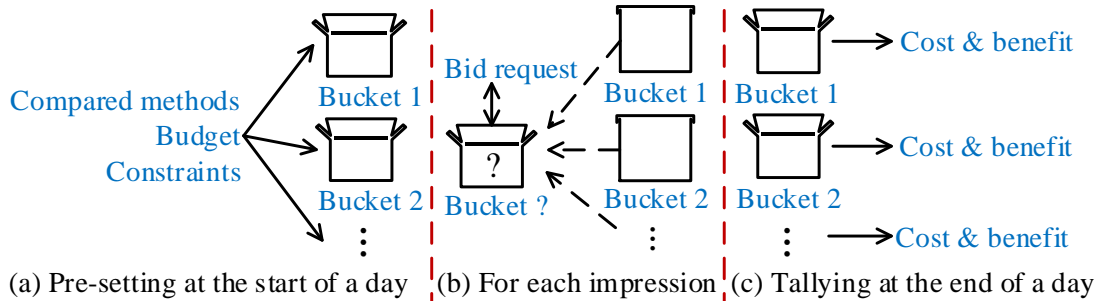 Compared methods
Budget
Constraints
Bucket 1
Bucket 2
⋮
(a) Pre-setting at the start of a day
Bid request
?
Bucket ?
Bucket 1
Bucket 2
⋮
(b) For each impression
Bucket 1
Cost & benefit
Bucket 2
Cost & benefit
⋮
Cost & benefit
(c) Tallying at the end of a day